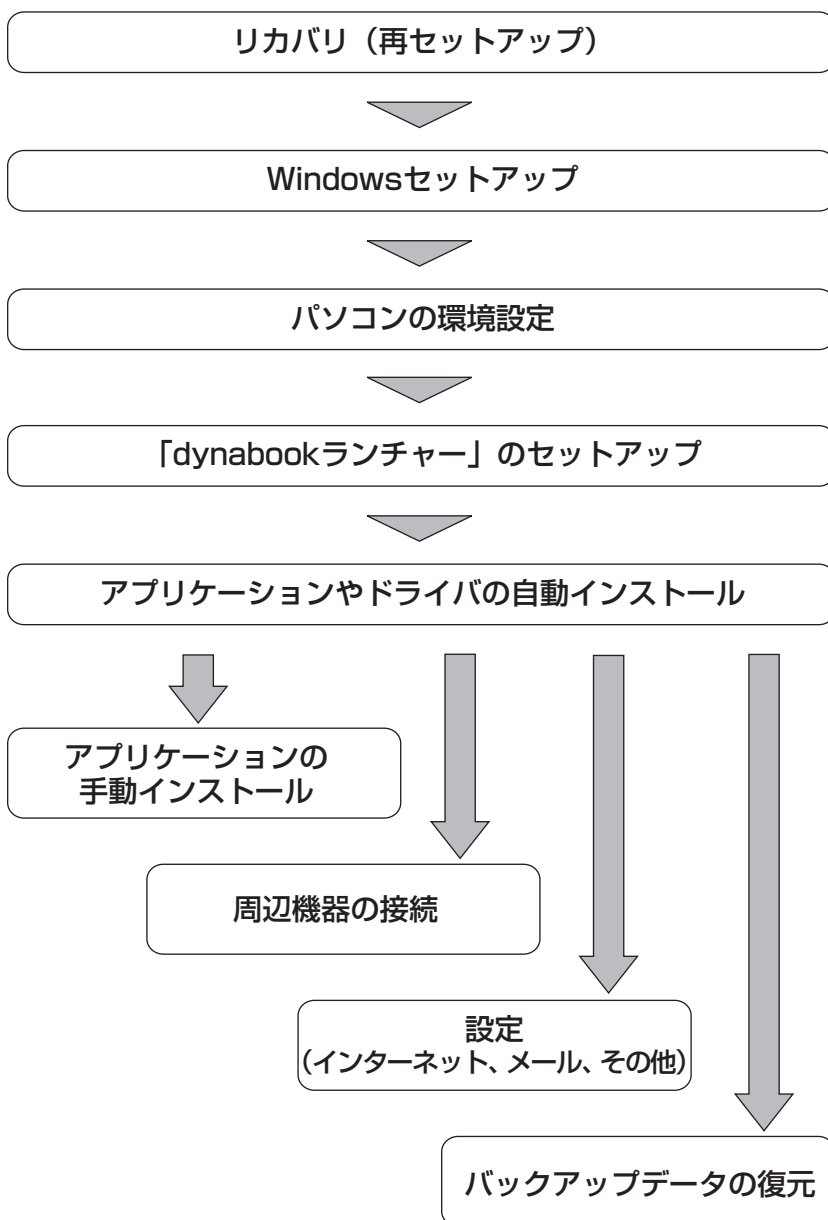 リカバリ（再セットアップ）
Windowsセットアップ
パソコンの環境設定
「dynabookランチャー」のセットアップ
アプリケーションやドライバの自動インストール
アプリケーションの
手動インストール
周辺機器の接続
設定
（インターネット、メール、その他）
バックアップデータの復元